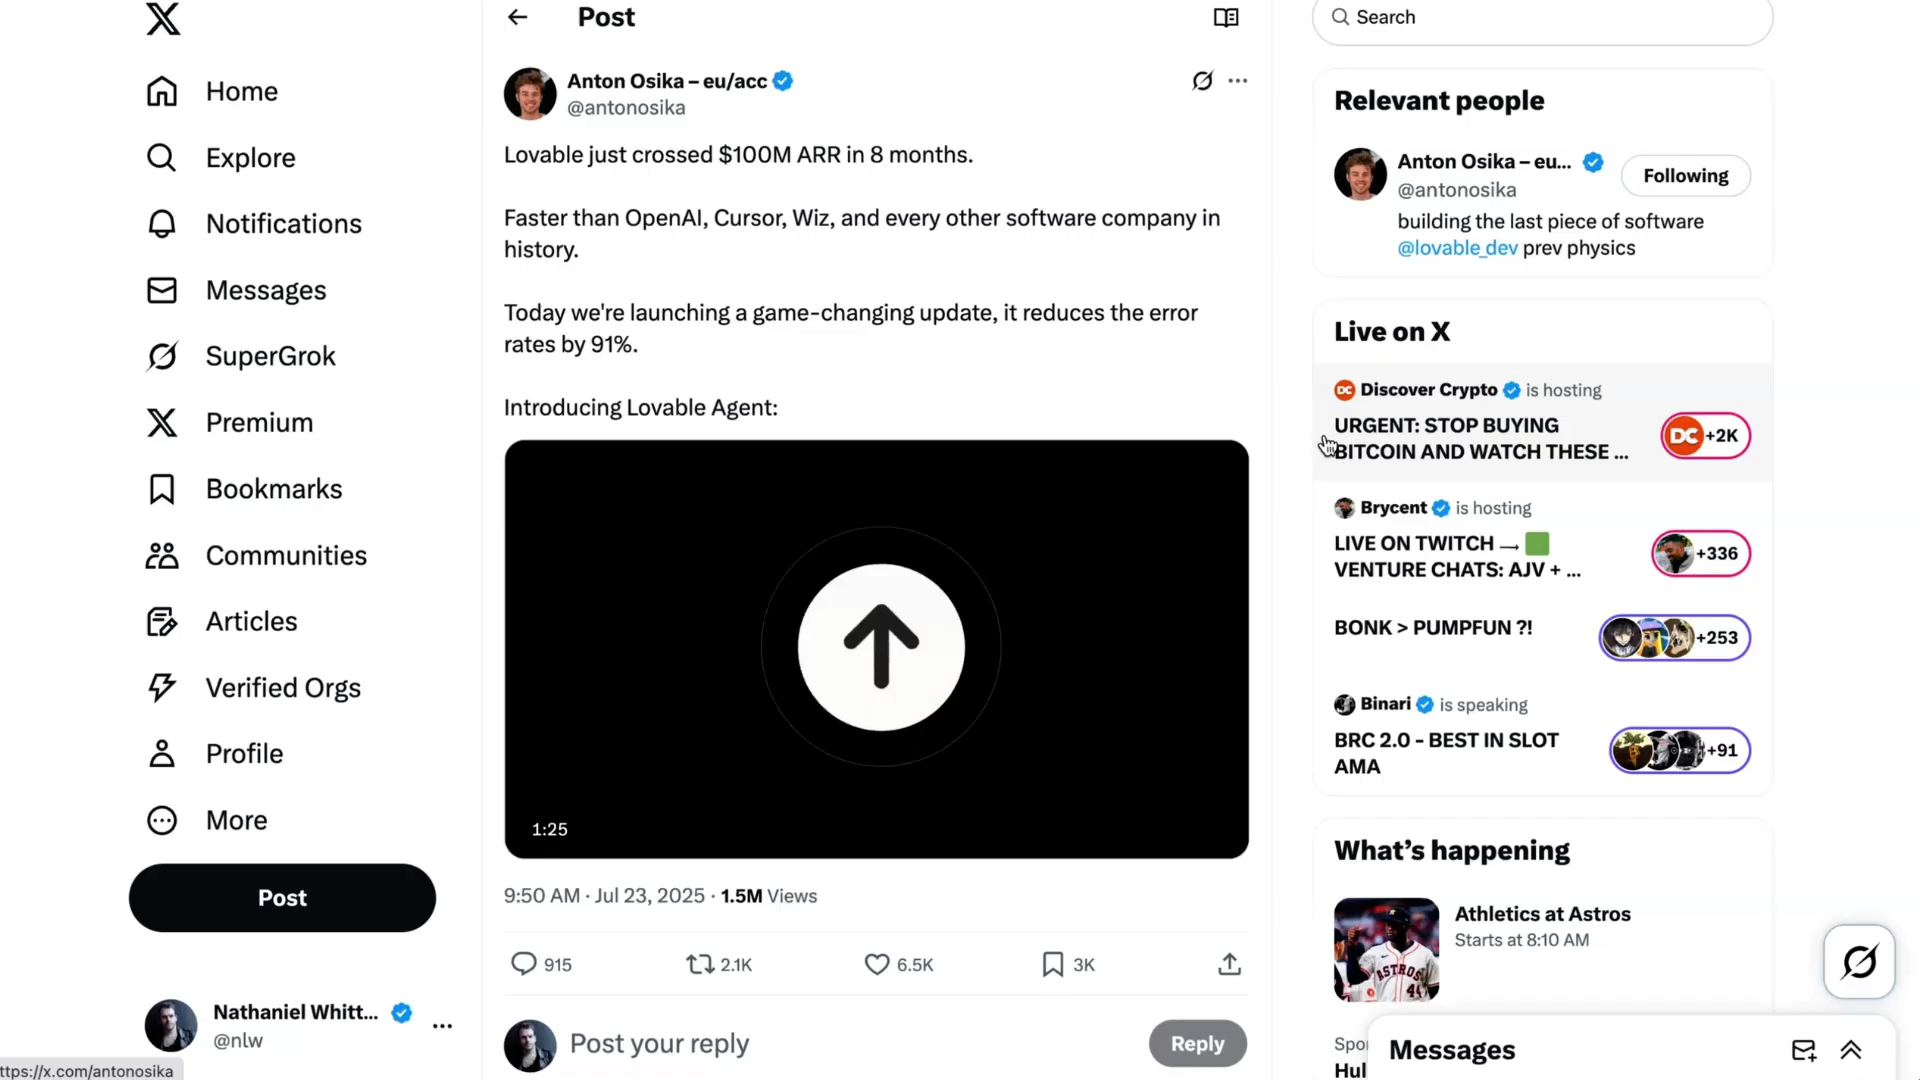 Home
Explore
Notifications
Messages
SuperGrok
Premium
Bookmarks
Communities
Articles
Verified Orgs
Profile
More
Post
Nathaniel Whitt...
@nlw
ttps://x.com/antonosika
Post
Anton Osika – eu/acc
@antonosika
Lovable just crossed $100M ARR in 8 months.
Faster than OpenAI, Cursor, Wiz, and every other software company in
history.
Today we're launching a game-changing update, it reduces the error
rates by 91%.
Introducing Lovable Agent:
1:25
9:50 AM · Jul 23, 2025 · 1.5M Views
915 2.1K 6.5K 3K
Post your reply
Reply
Search
Relevant people
Anton Osika – eu...
@antonosika
Following
building the last piece of software
@lovable_dev prev physics
Live on X
DC Discover Crypto is hosting
URGENT: STOP BUYING
BITCOIN AND WATCH THESE ...
DC +2K
Brycent is hosting
LIVE ON TWITCH →
VENTURE CHATS: AJV + ...
+336
BONK > PUMPFUN ?!
+253
Binari is speaking
BRC 2.0 - BEST IN SLOT
AMA
+91
What's happening
Athletics at Astros
Starts at 8:10 AM
ASTROS
44
Spo
Hul
Messages